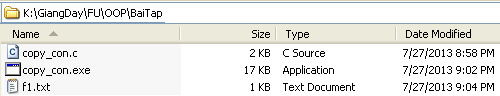 K:\GiangDay\FU\OOP\BaiTap
Name Size Type Date Modified
copy_con.c 2 KB C Source 7/27/2013 8:58 PM
copy_con.exe 17 KB Application 7/27/2013 9:02 PM
f1.txt 1 KB Text Document 7/27/2013 9:04 PM